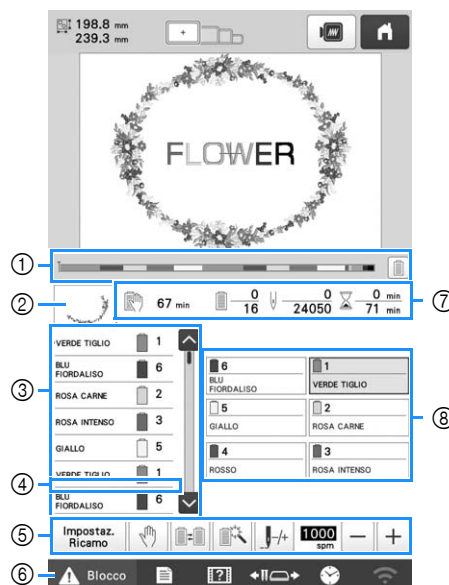 198.8 mm
239.3 mm
FLOWER
①
②
67 min
0
16
0
24050
0 min
71 min
⑦
③
VERDE TIGLIO 1
BLU
FIORDALISO 6
ROSA CARNE 2
ROSA INTENSO 3
GIALLO 5
VERDE TIGLIO 1
④
BLU
FIORDALISO 6
6
BLU
FIORDALISO
1
VERDE TIGLIO
5
GIALLO
2
ROSA CARNE
4
ROSSO
3
ROSA INTENSO
⑧
⑤
Impostaz.
Ricamo
-/+
1000
spm
− +
⑥
Blocco
?